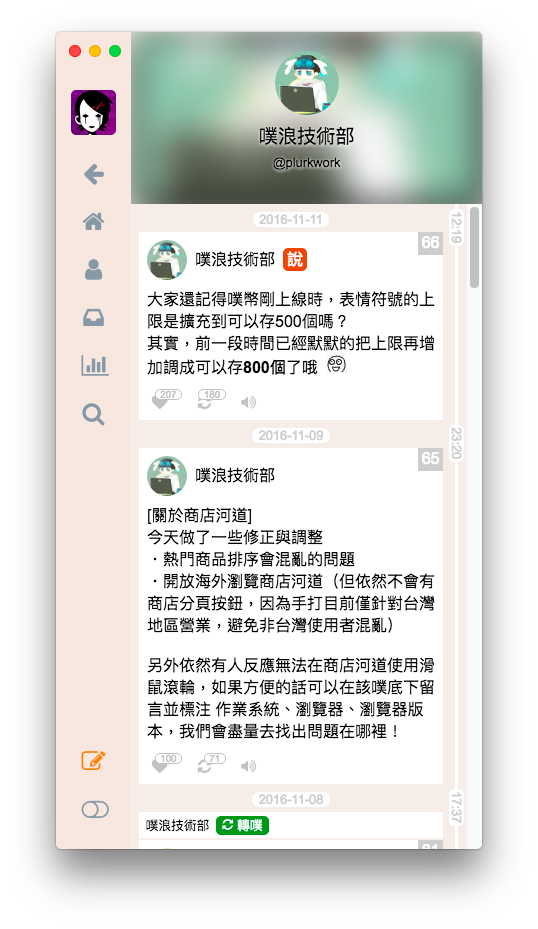 噗浪技術部
@plurkwork
2016-11-11
12:19
66
噗浪技術部 說
大家還記得噗幣剛上線時，表情符號的上
限是擴充到可以存500個嗎？
其實，前一段時間已經默默的把上限再增
加調成可以存800個了哦
207 180
2016-11-09
23:20
65
噗浪技術部
[關於商店河道]
今天做了一些修正與調整
・熱門商品排序會混亂的問題
・開放海外瀏覽商店河道（但依然不會有
商店分頁按鈕，因為手打目前僅針對台灣
地區營業，避免非台灣使用者混亂）
另外依然有人反應無法在商店河道使用滑
鼠滾輪，如果方便的話可以在該噗底下留
言並標注 作業系統、瀏覽器、瀏覽器版
本，我們會盡量去找出問題在哪裡！
100 71
2016-11-08
17:37
噗浪技術部 轉噗